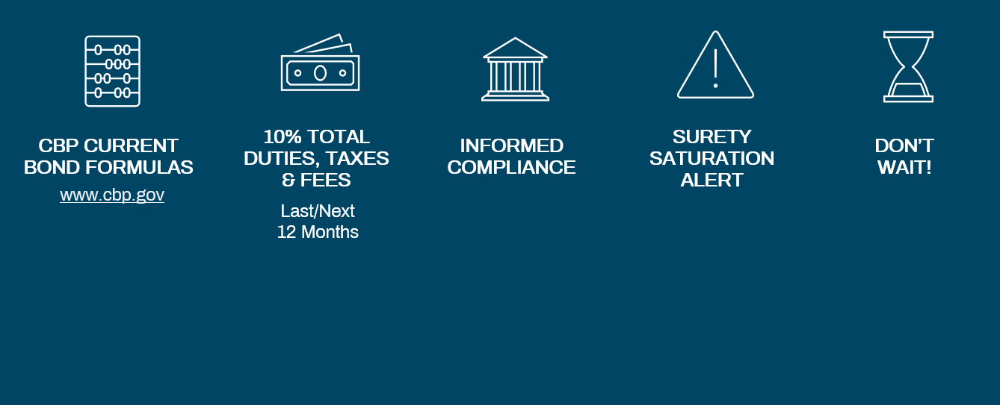 CBP CURRENT
BOND FORMULAS
www.cbp.gov
10% TOTAL
DUTIES, TAXES
& FEES
Last/Next
12 Months
INFORMED
COMPLIANCE
SURETY
SATURATION
ALERT
DON'T
WAIT!